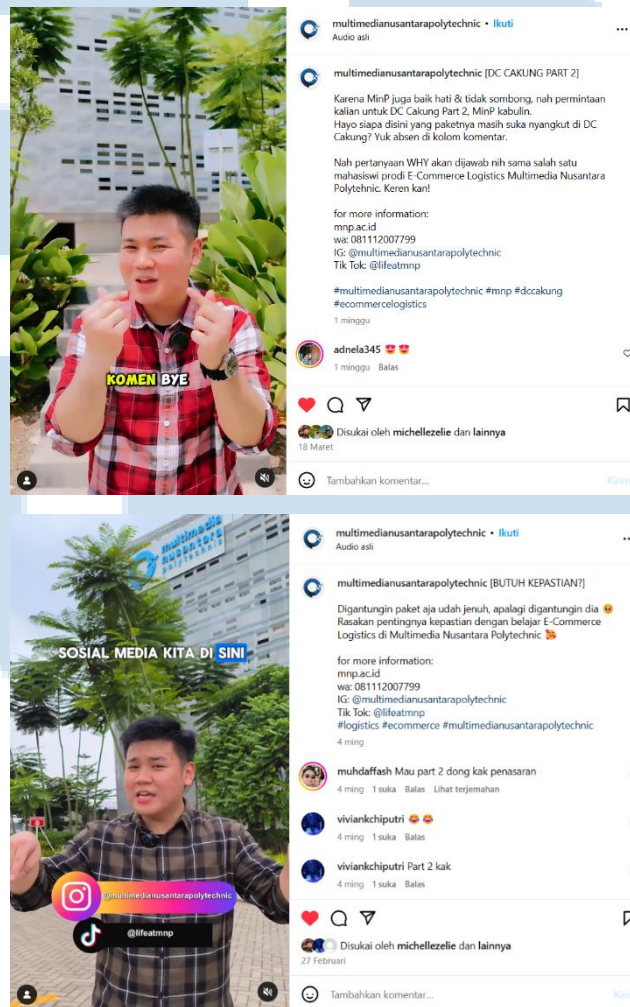 multimedianusantarapolytechnic • Ikuti
Audio asli
multimedianusantarapolytechnic [DC CAKUNG PART 2]
Karena MinP juga baik hati & tidak sombong, nah permintaan
kalian untuk DC Cakung Part 2, MinP kabulin.
Hayo siapa disini yang paketnya masih suka nyangkut di DC
Cakung? Yuk absen di kolom komentar.
Nah pertanyaan WHY akan dijawab nih sama salah satu
mahasiswi prodi E-Commerce Logistics Multimedia Nusantara
Polytehnic. Keren kan!
for more information:
mnp.ac.id
wa: 081112007799
IG: @multimedianusantarapolytechnic
Tik Tok: @lifeatmnp
#multimedianusantarapolytechnic #mnp #dccakung
#ecommercelogistics
1 minggu
adnela345 😍 😍
1 minggu Balas
KOMEN BYE
Disukai oleh michellezelie dan lainnya
18 Maret
Tambahkan komentar...
multimedianusantarapolytechnic • Ikuti
Audio asli
multimedia
nusantara
polytechnic
multimedianusantarapolytechnic [BUTUH KEPASTIAN?]
Digantungin paket aja udah jenuh, apalagi digantungin dia 🥺
Rasakan pentingnya kepastian dengan belajar E-Commerce
Logistics di Multimedia Nusantara Polytechnic 🥰
SOSIAL MEDIA KITA DI SINI
for more information:
mnp.ac.id
wa: 081112007799
IG: @multimedianusantarapolytechnic
Tik Tok: @lifeatmnp
#logistics #ecommerce #multimedianusantarapolytechnic
4 ming
muhdaffash Mau part 2 dong kak penasaran
4 ming 1 suka Balas Lihat terjemahan
viviankchiputri 😂 😂
4 ming 1 suka Balas
viviankchiputri Part 2 kak
4 ming 1 suka Balas
@multimedianusantarapolytechnic
@lifeatmnp
Disukai oleh michellezelie dan lainnya
27 Februari
Tambahkan komentar...